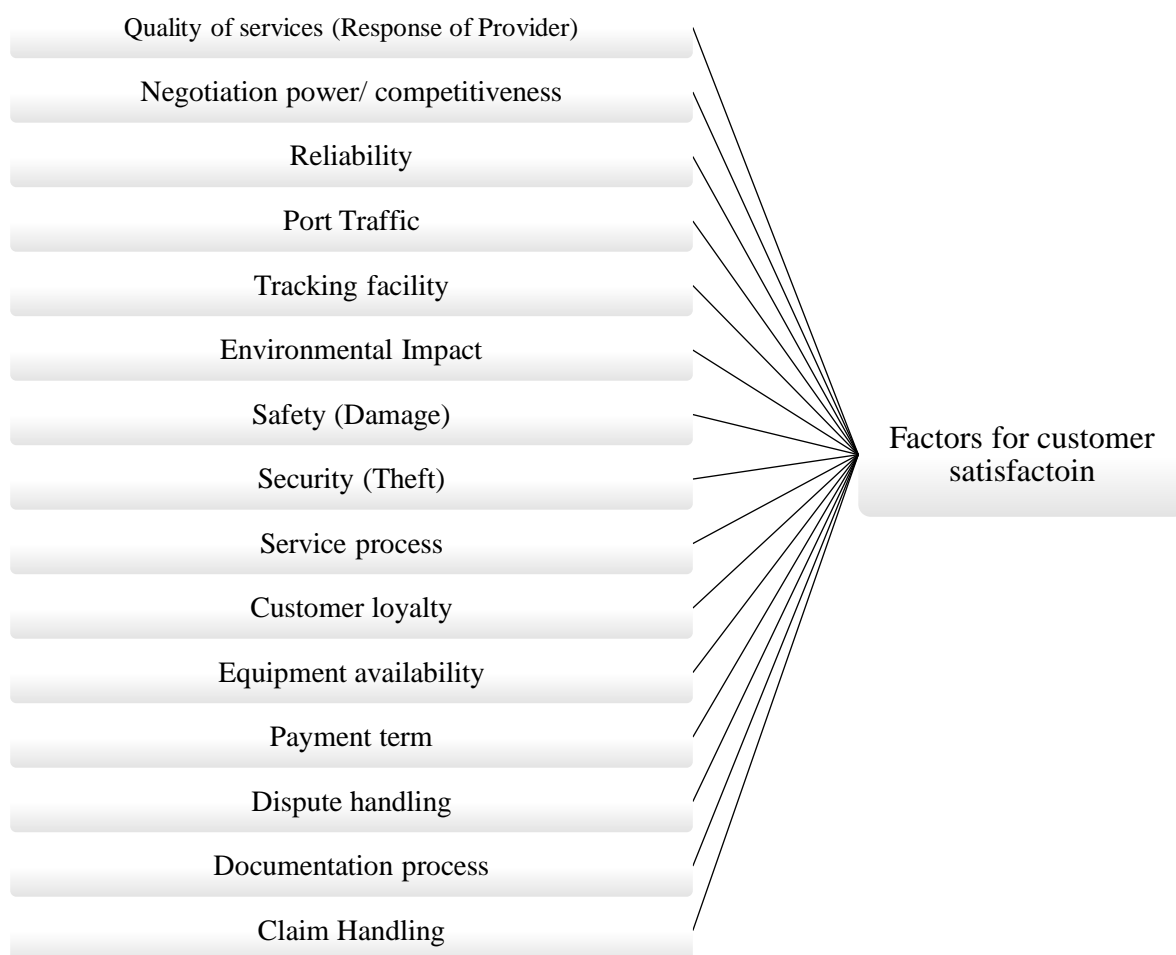 Quality of services (Response of Provider)
Negotiation power/ competitiveness
Reliability
Port Traffic
Tracking facility
Environmental Impact
Safety (Damage)
Security (Theft)
Service process
Customer loyalty
Equipment availability
Payment term
Dispute handling
Documentation process
Claim Handling
Factors for customer
satisfactoin